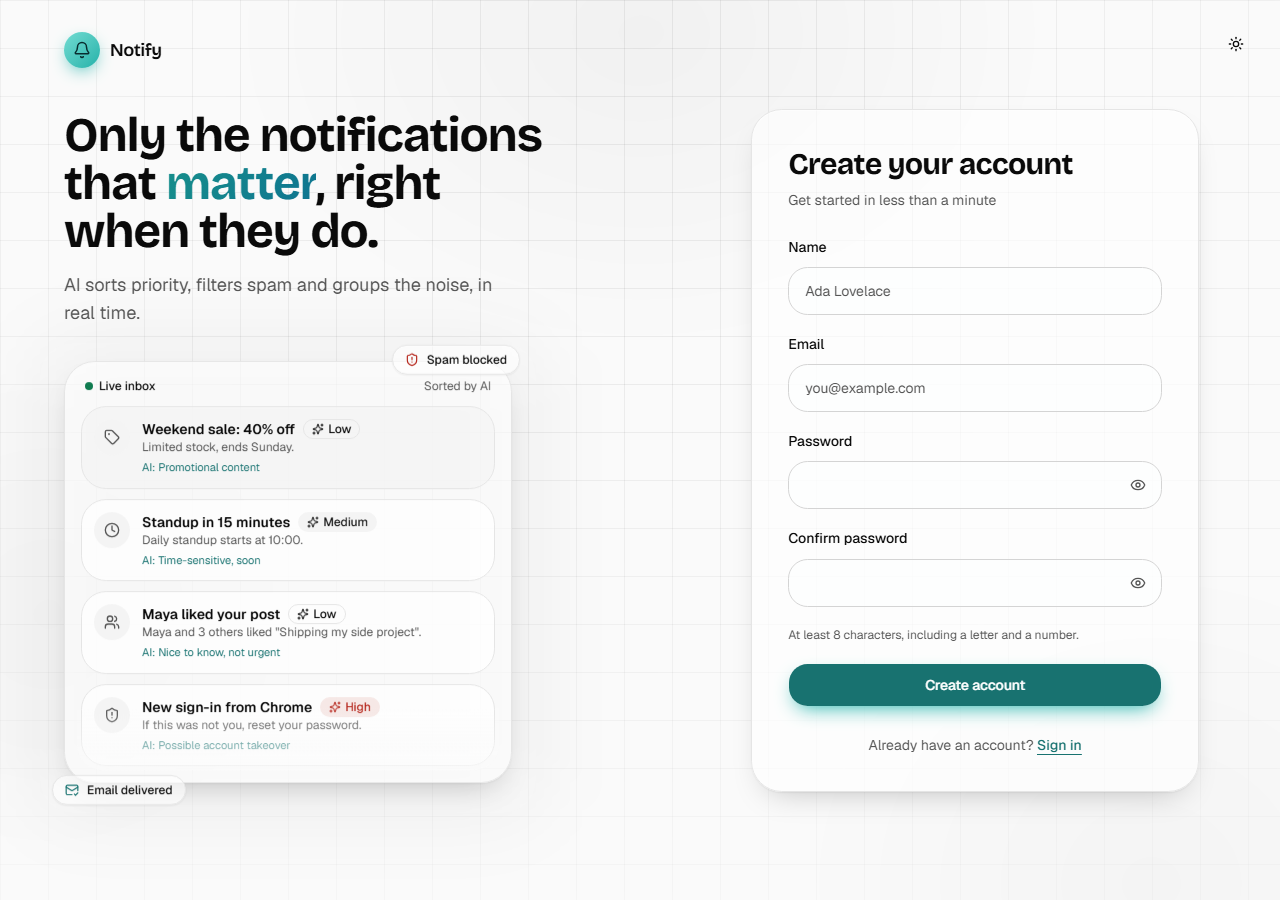 Notify
Only the notifications
that matter, right
when they do.
AI sorts priority, filters spam and groups the noise, in
real time.
Spam blocked
Live inbox
Sorted by AI
Weekend sale: 40% off
Low
Limited stock, ends Sunday.
AI: Promotional content
Standup in 15 minutes
Medium
Daily standup starts at 10:00.
AI: Time-sensitive, soon
Maya liked your post
Low
Maya and 3 others liked "Shipping my side project".
AI: Nice to know, not urgent
New sign-in from Chrome
High
If this was not you, reset your password.
AI: Possible account takeover
Email delivered
Create your account
Get started in less than a minute
Name
Ada Lovelace
Email
you@example.com
Password
Confirm password
At least 8 characters, including a letter and a number.
Create account
Already have an account? Sign in